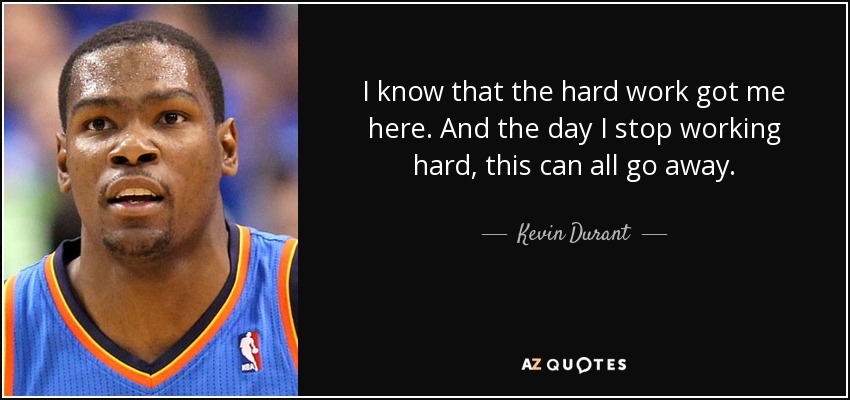 I know that the hard work got me
here. And the day I stop working
hard, this can all go away.
Kevin Durant
AZ QUOTES
NBA